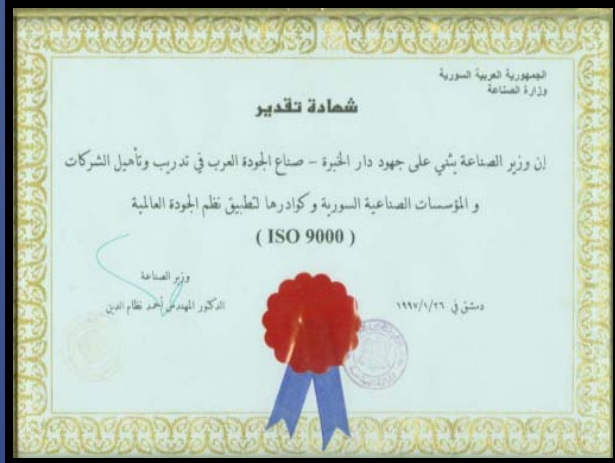 الجمهورية العربية السورية
وزارة الصناعة
شهادة تقدير
إن وزير الصناعة يثني على جهود دار الخبرة – صناع الجودة العرب في تدريب وتأهيل الشركات
و المؤسسات الصناعية السورية وكوادرها لتطبيق نظم الجودة العالمية
( ISO 9000 )
دمشق في ١٩٩٧/١/٢٦
وزير الصناعة
الدكتور المهندس أحمد نظام الدين